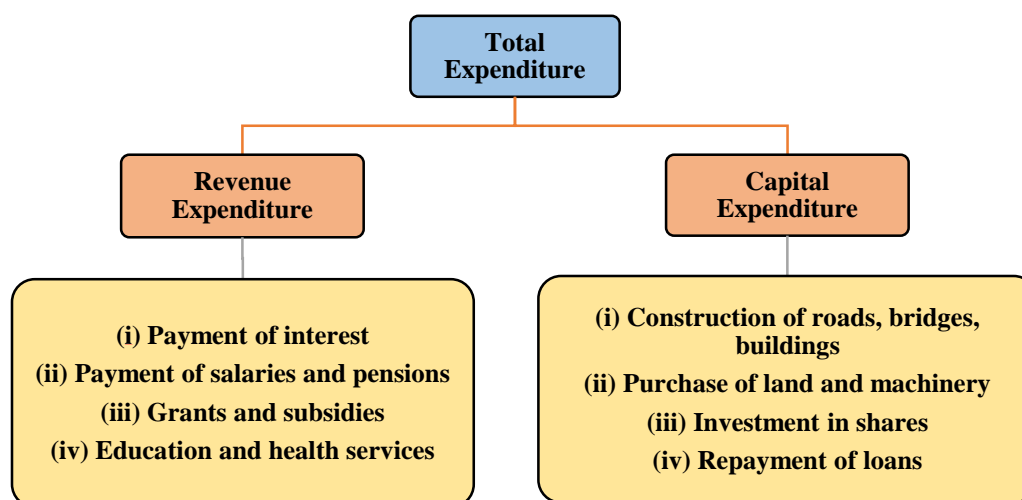 Total
Expenditure
Revenue
Expenditure
Capital
Expenditure
(i) Payment of interest
(ii) Payment of salaries and pensions
(iii) Grants and subsidies
(iv) Education and health services
(i) Construction of roads, bridges,
buildings
(ii) Purchase of land and machinery
(iii) Investment in shares
(iv) Repayment of loans